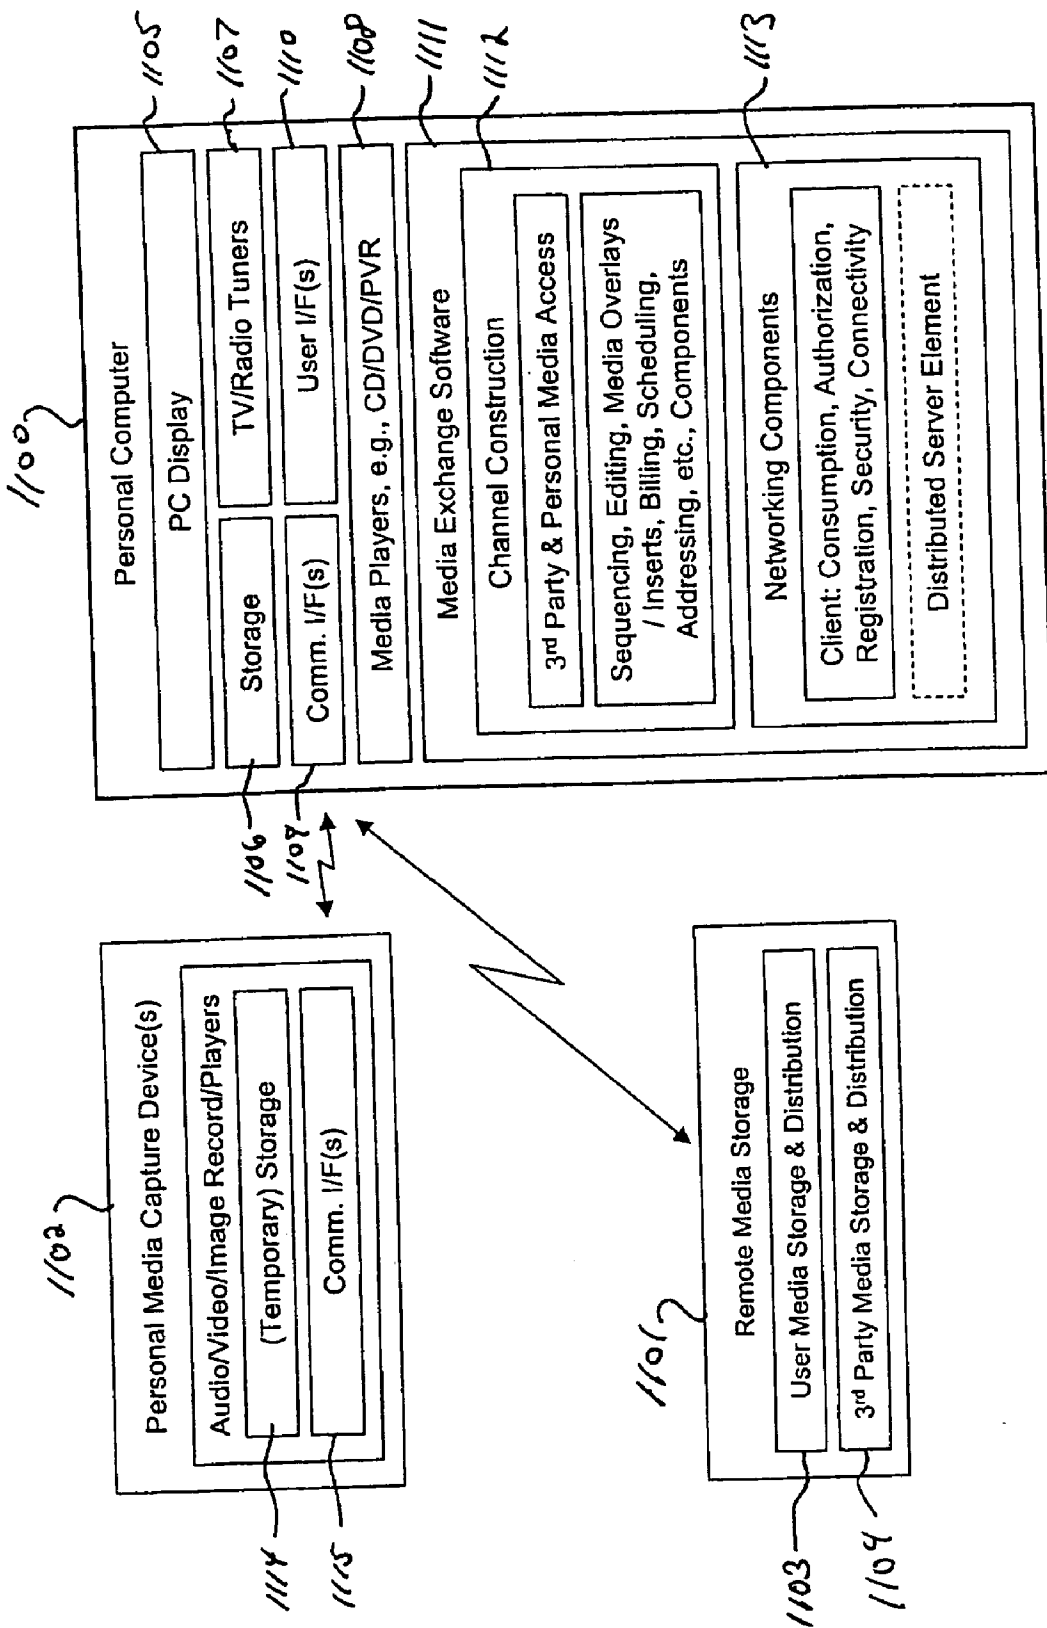 1102
Personal Media Capture Device(s)
Audio/Video/Image Record/Players
(Temporary) Storage
Comm. I/F(s)
1114
1115
1101
Remote Media Storage
User Media Storage & Distribution
3rd Party Media Storage & Distribution
1103
1104
1100
Personal Computer
PC Display
1105
Storage
TV/Radio Tuners
1106
1107
Comm. I/F(s)
User I/F(s)
1109
1110
Media Players, e.g., CD/DVD/PVR
1108
Media Exchange Software
1111
Channel Construction
1112
3rd Party & Personal Media Access
Sequencing, Editing, Media Overlays
/ Inserts, Billing, Scheduling,
Addressing, etc., Components
Networking Components
1113
Client: Consumption, Authorization,
Registration, Security, Connectivity
Distributed Server Element